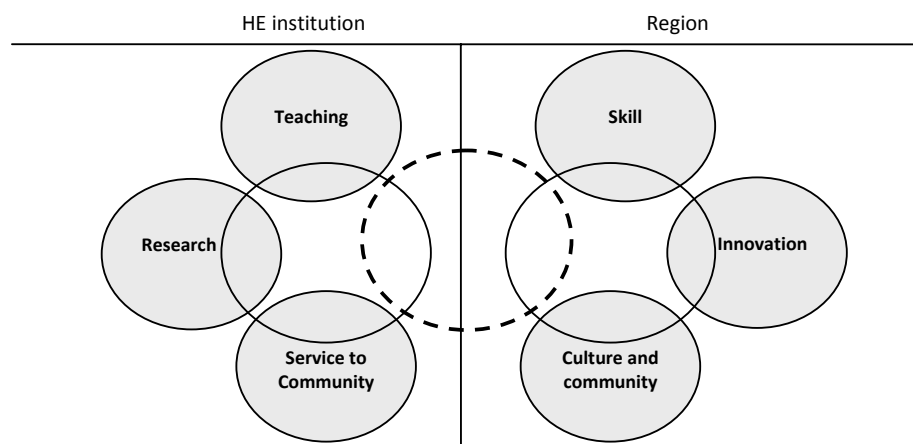 HE institution
Region
Teaching
Skill
Research
Innovation
Service to
Community
Culture and
community